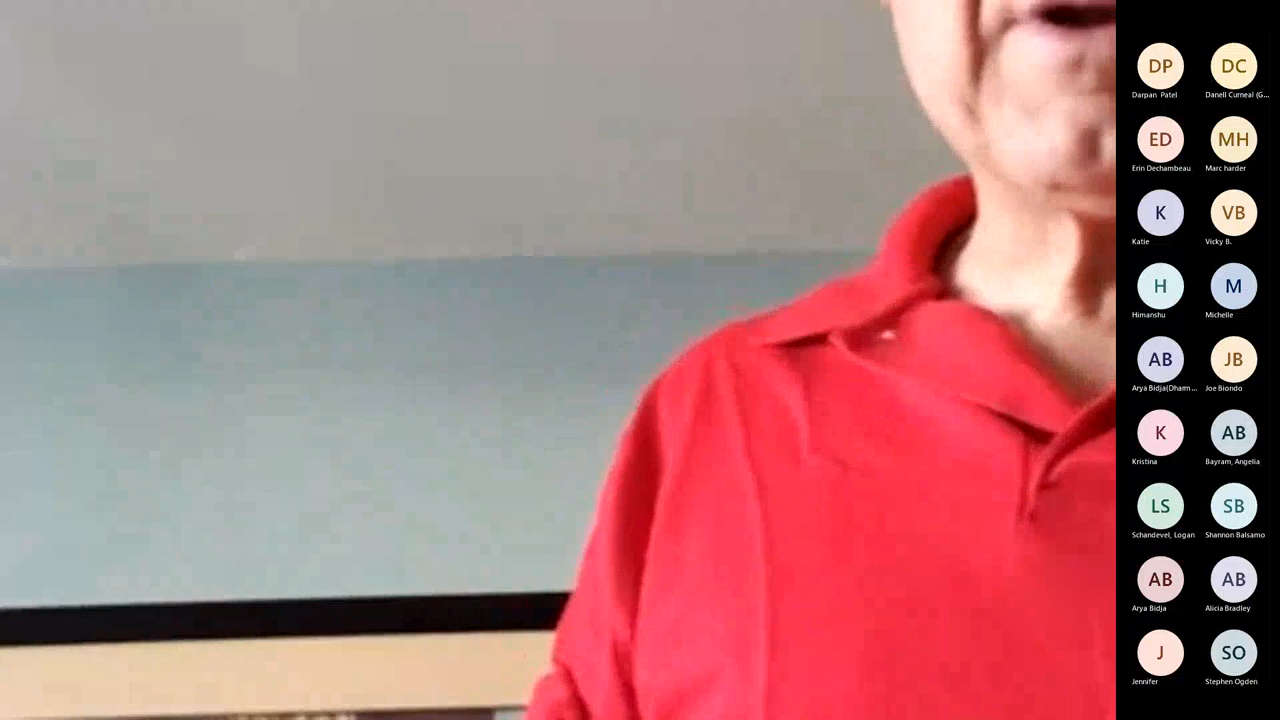 DP DC
Darpan Patel Danell Curneal (G...
ED MH
Erin Dechambeau Marc harder
K VB
Katie Vicky B.
H M
Himanshu Michelle
AB JB
Arya Bidja(Dharm... Joe Biondo
K AB
Kristina Bayram, Angelia
LS SB
Schandevel, Logan Shannon Balsamo
AB AB
Arya Bidja Alicia Bradley
J SO
Jennifer Stephen Ogden